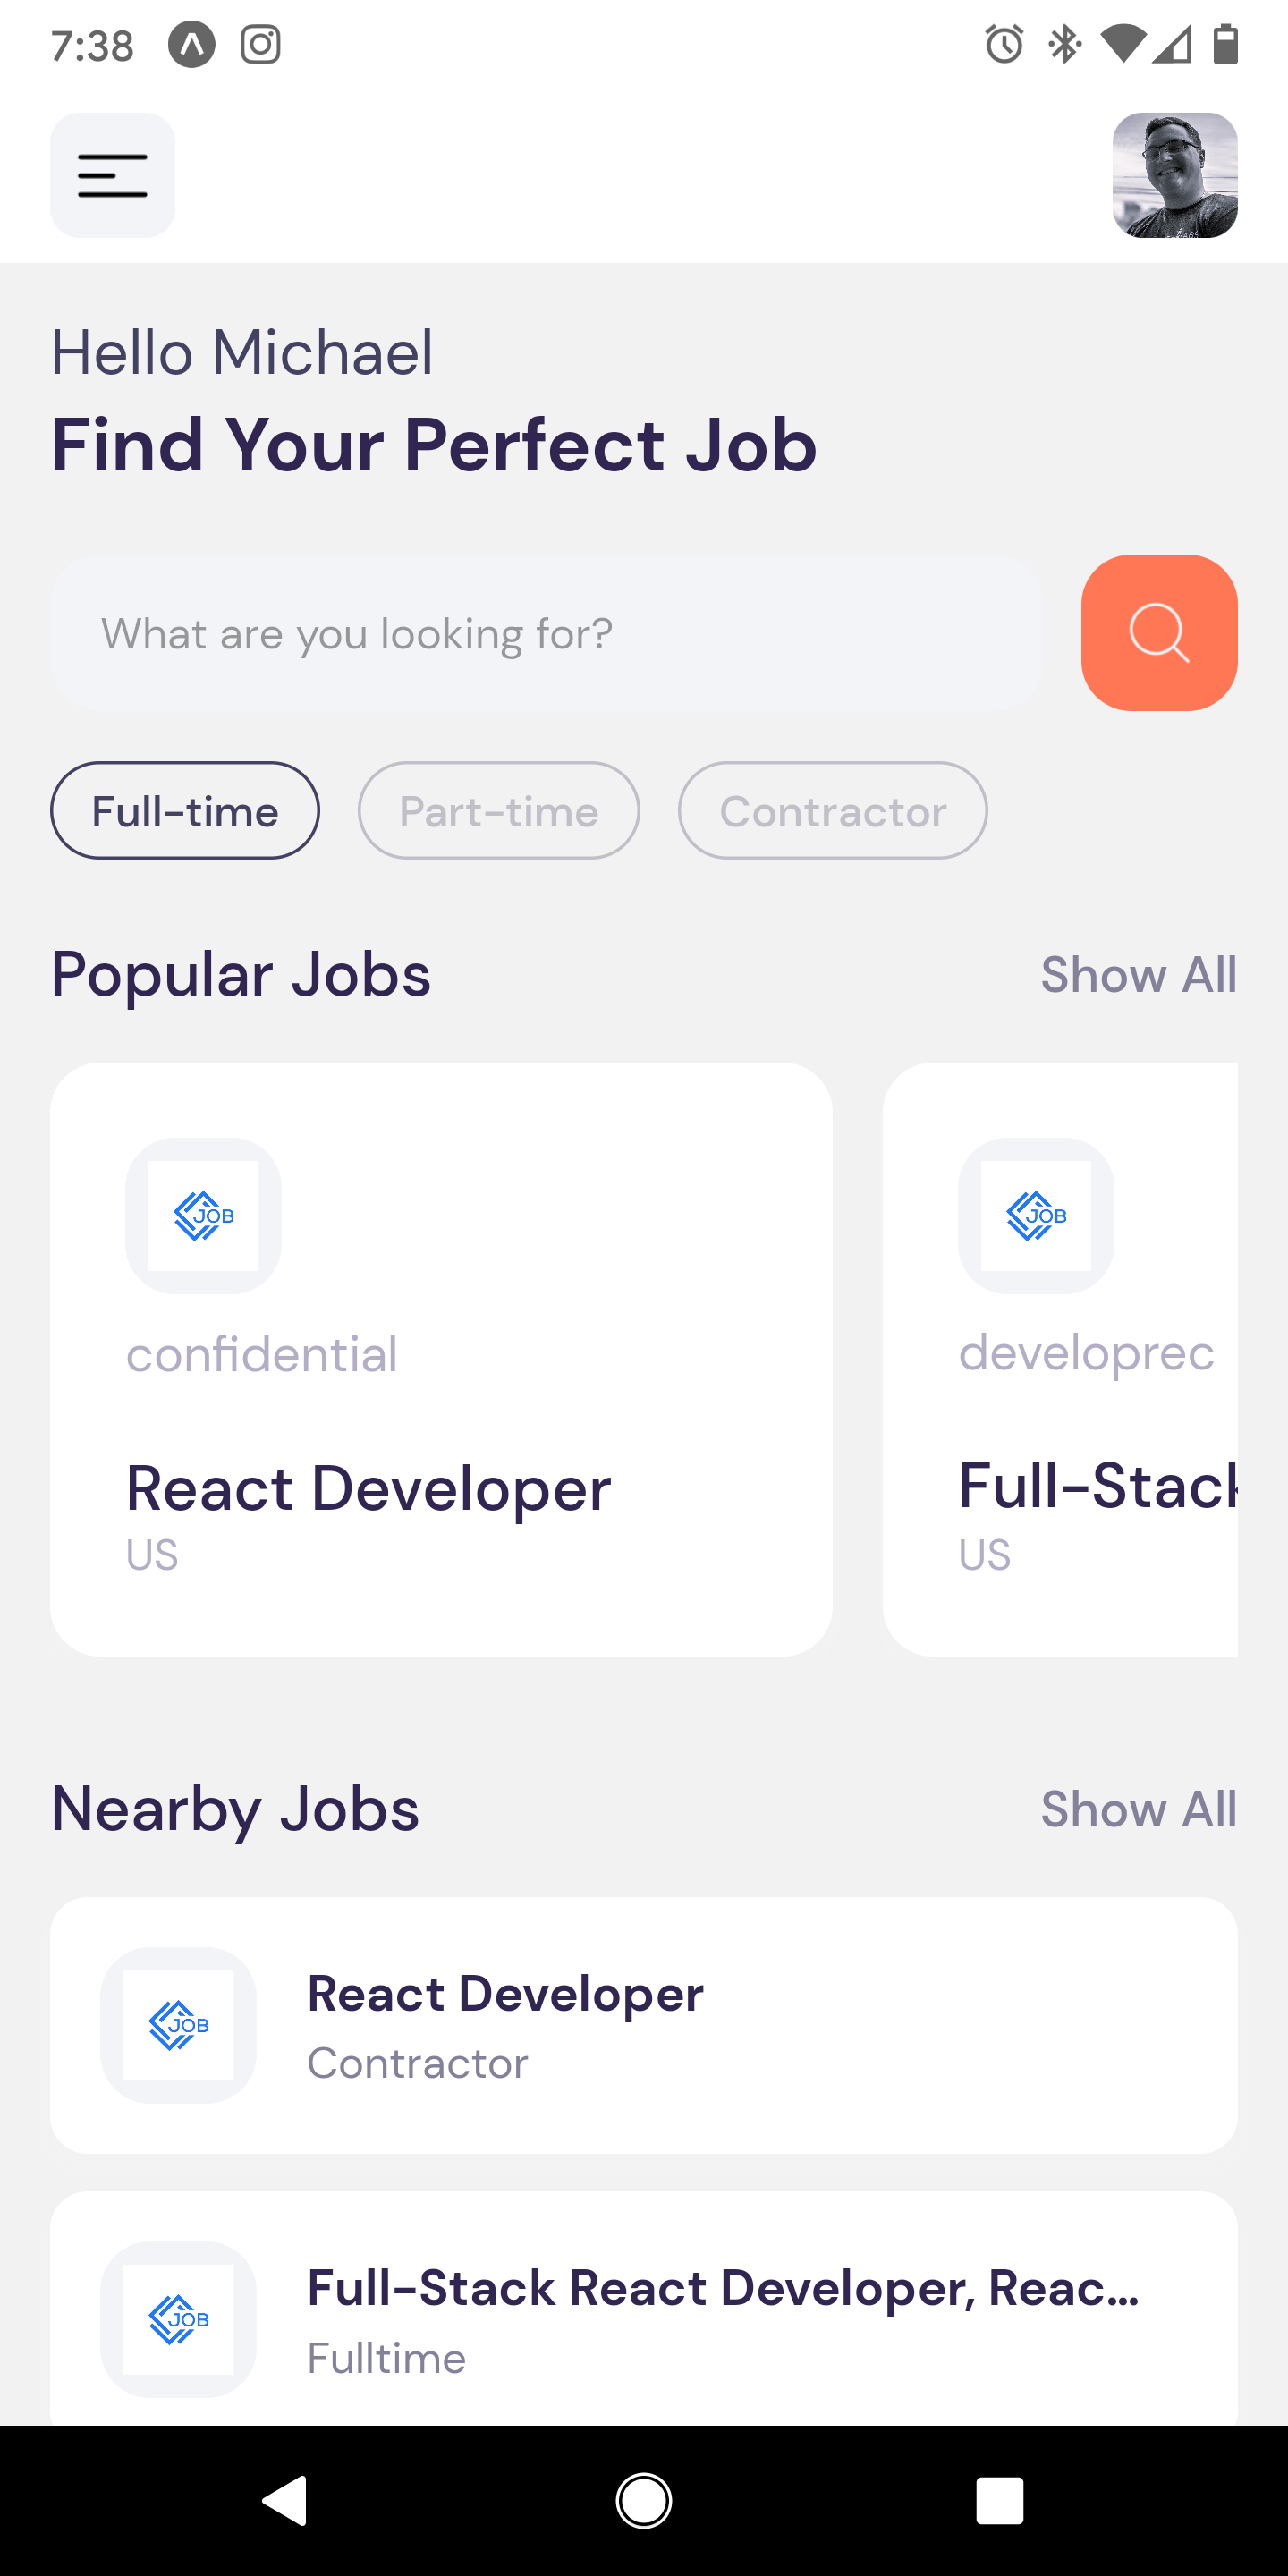 7:38
Hello Michael
Find Your Perfect Job
What are you looking for?
Full-time Part-time Contractor
Popular Jobs Show All
JOB JOB
confidential developrec
React Developer Full-Stack
US US
Nearby Jobs Show All
JOB
React Developer
Contractor
JOB
Full-Stack React Developer, Reac...
Fulltime